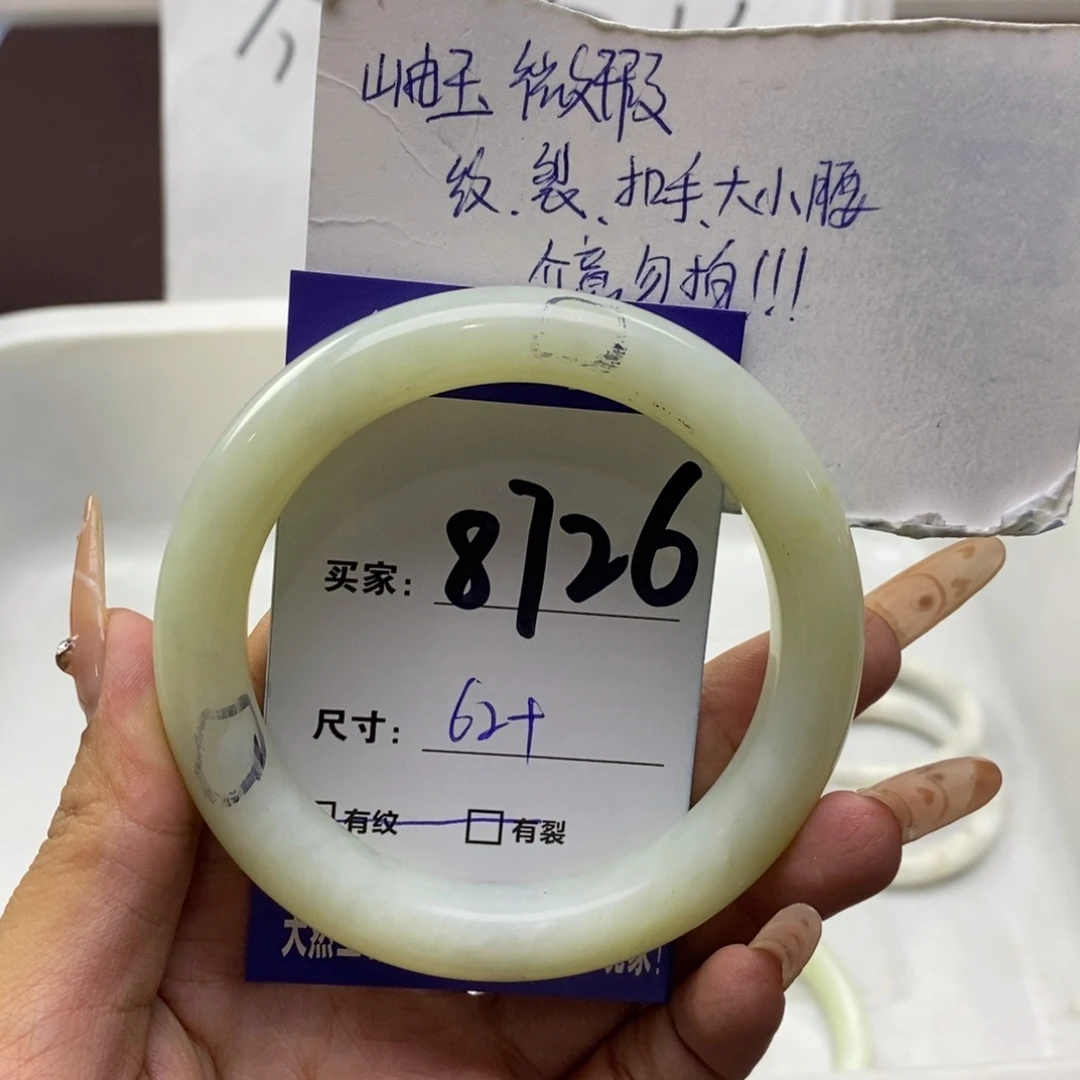 岫玉 微瑕
纹、裂、扣手、大小腰
介意勿拍!!!
买家: 8726
尺寸: 62+
有纹 有裂